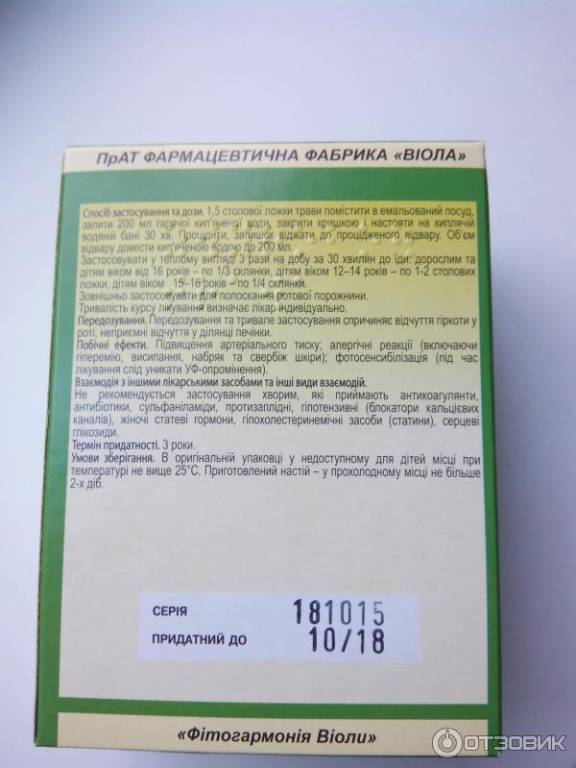 ПрАТ ФАРМАЦЕВТИЧНА ФАБРИКА «ВІОЛА»
Спосіб застосування та дози. 1,5 столової ложки трави помістити в емальований посуд,
залити 200 мл гарячої кип'яченої води, закрити кришкою і настояти на киплячій
водяній бані 30 хв. Процідити, залишок віджати до процідженого відвару. Об'єм
відвару довести кип'яченою водою до 200 мл.
Застосовувати у теплому вигляді 3 рази на добу за 30 хвилин до їди: дорослим та
дітям віком від 16 років – по 1/3 склянки, дітям віком 12–14 років – по 1-2 столових
ложки, дітям віком 15–16 років – по 1/4 склянки.
Зовнішньо застосовувати для полоскання ротової порожнини.
Тривалість курсу лікування визначає лікар індивідуально.
Передозування. Передозування та тривале застосування спричиняє відчуття гіркоти у
роті, неприємні відчуття у ділянці печінки.
Побічні ефекти. Підвищення артеріального тиску; алергічні реакції (включаючи
гіперемію, висипання, набряк та свербіж шкіри); фотосенсибілізація (під час
лікування слід уникати УФ-опромінення).
Взаємодія з іншими лікарськими засобами та інші види взаємодій.
Не рекомендується застосування хворим, які приймають антикоагулянти,
антибіотики, сульфаніламіди, протизаплідні, гіпотензивні (блокатори кальцієвих
каналів), жіночі статеві гормони, гіпохолестеринемічні засоби (статини), серцеві
глікозиди.
Термін придатності. 3 роки.
Умови зберігання. В оригінальній упаковці у недоступному для дітей місці при
температурі не вище 25°С. Приготовлений настій – у прохолодному місці не більше
2-х діб.
СЕРІЯ 181015
ПРИДАТНИЙ ДО 10/18
«Фітогармонія Віоли»
ОТЗОВИК